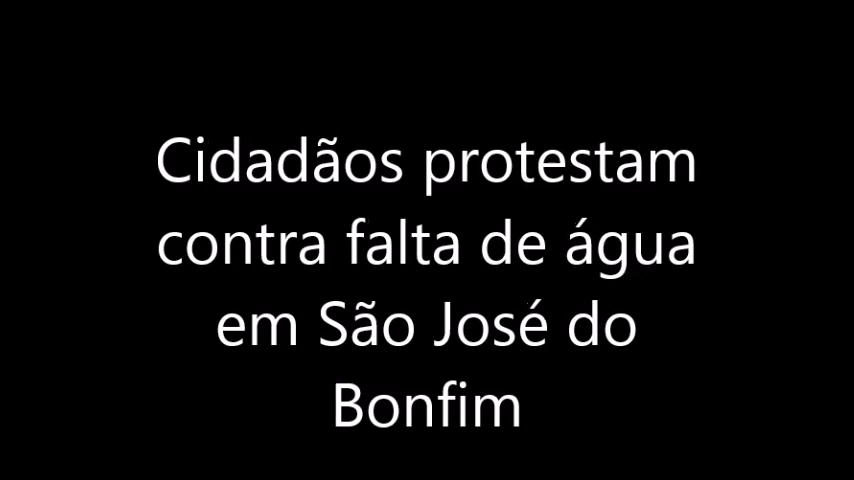 Cidadãos protestam
contra falta de água
em São José do
Bonfim